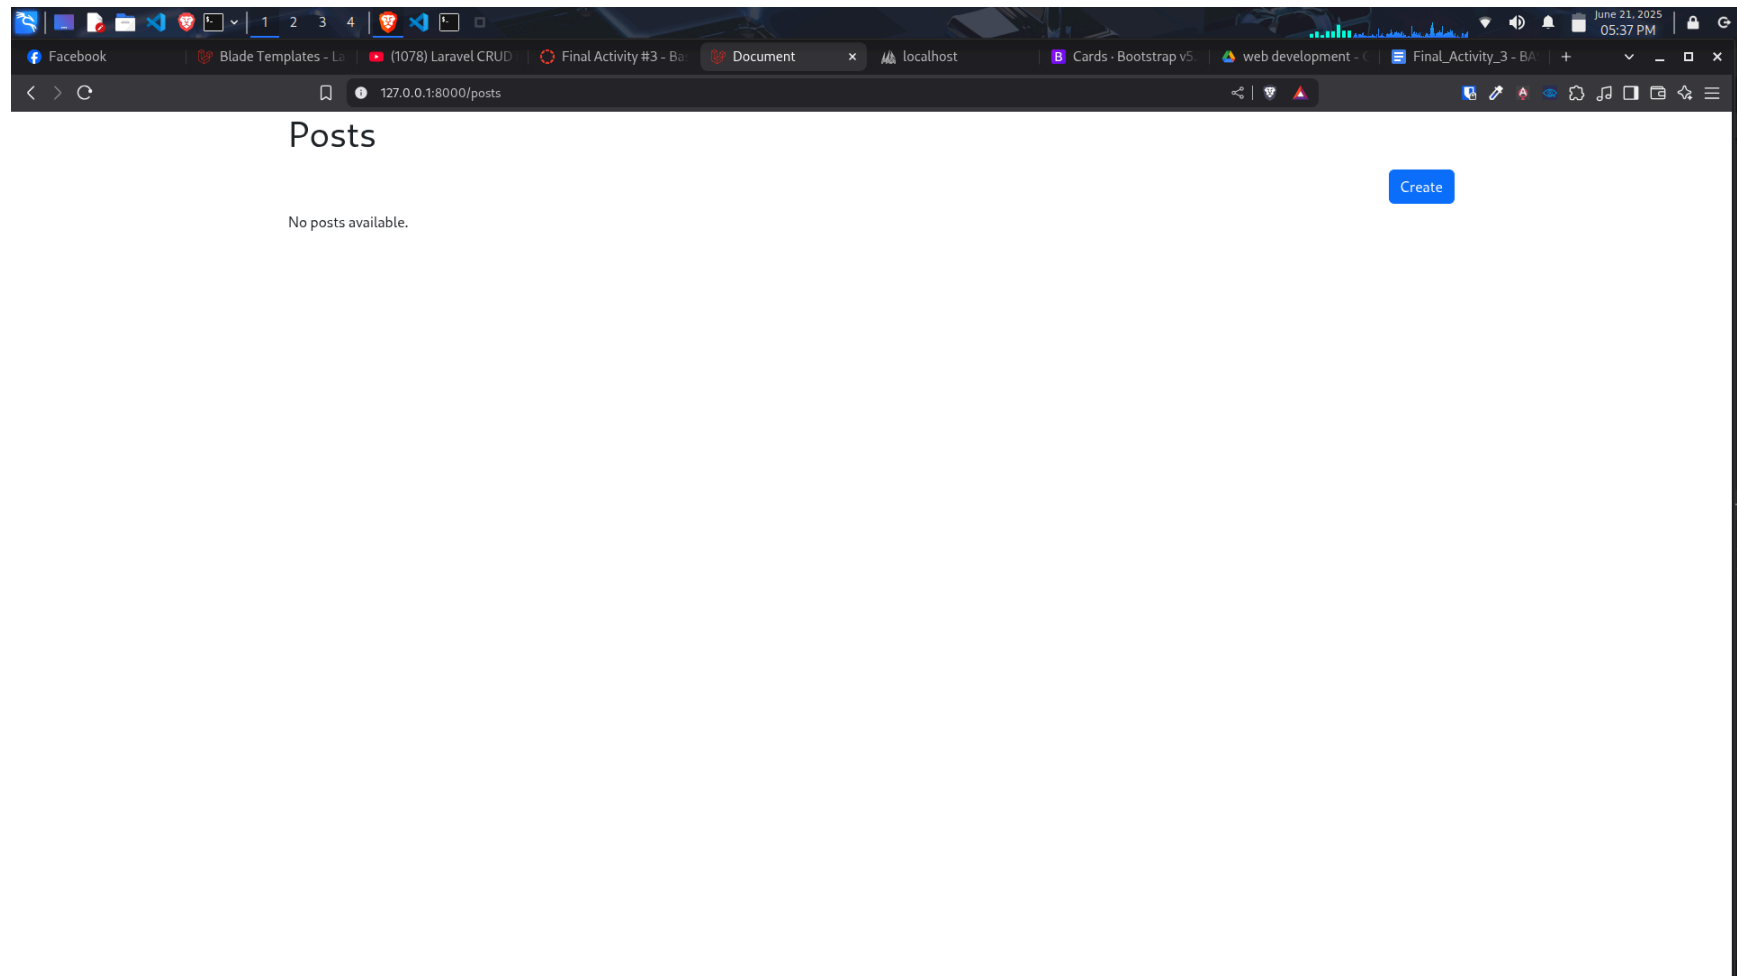 1 2 3 4
June 21, 2025
05:37 PM
Facebook
Blade Templates - La
(1078) Laravel CRUD
Final Activity #3 - Ba
Document
localhost
Cards · Bootstrap v5.
web development - G
Final_Activity_3 - BA
127.0.0.1:8000/posts
Posts
Create
No posts available.